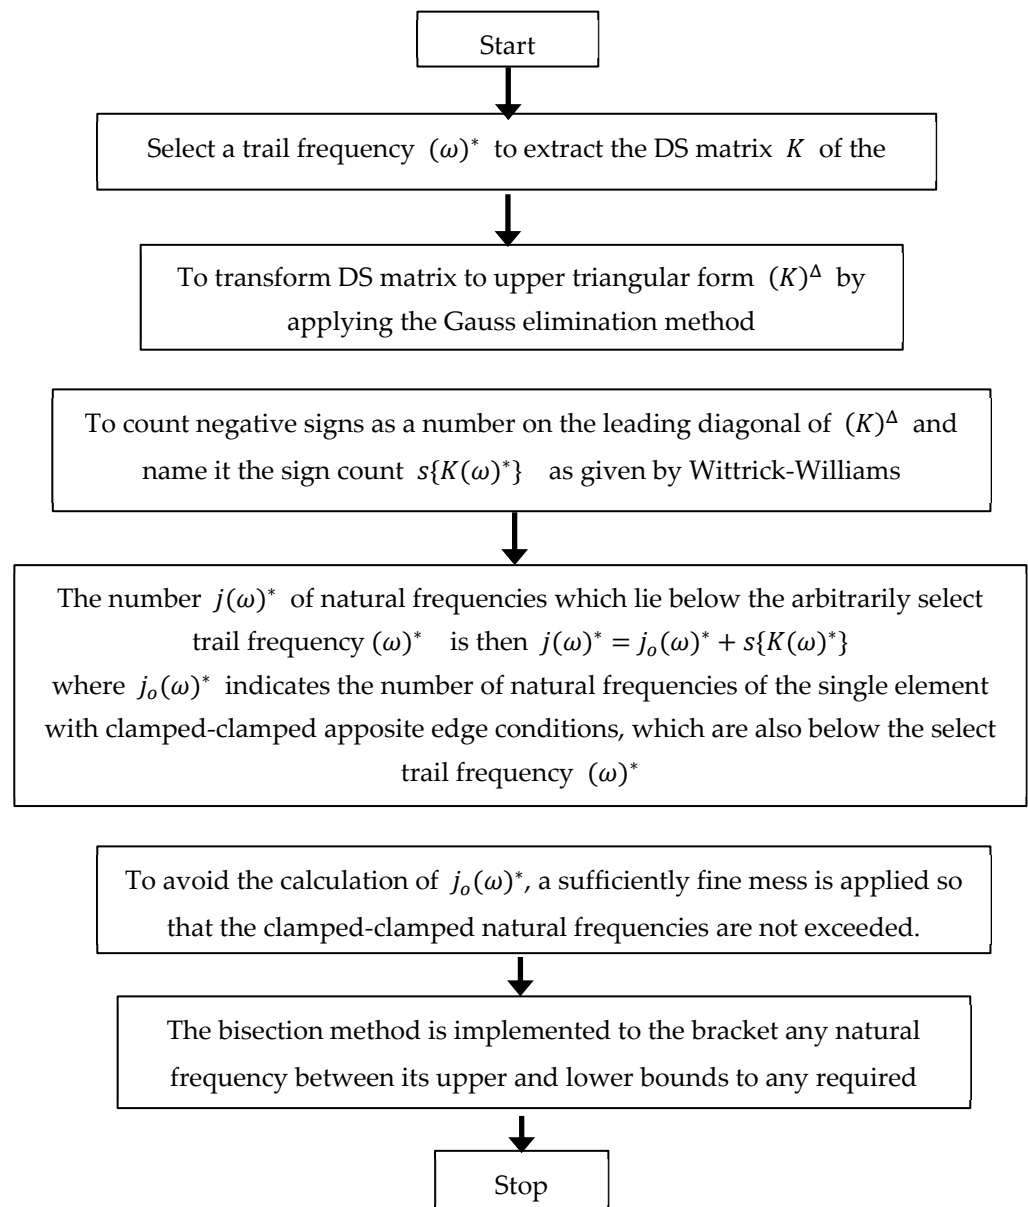 Start
Select a trail frequency (ω)* to extract the DS matrix K of the
To transform DS matrix to upper triangular form (K)^Δ by
applying the Gauss elimination method
To count negative signs as a number on the leading diagonal of (K)^Δ and
name it the sign count s{K(ω)*} as given by Wittrick-Williams
The number j(ω)* of natural frequencies which lie below the arbitrarily select
trail frequency (ω)* is then j(ω)* = j_o(ω)* + s{K(ω)*}
where j_o(ω)* indicates the number of natural frequencies of the single element
with clamped-clamped apposite edge conditions, which are also below the select
trail frequency (ω)*
To avoid the calculation of j_o(ω)*, a sufficiently fine mess is applied so
that the clamped-clamped natural frequencies are not exceeded.
The bisection method is implemented to the bracket any natural
frequency between its upper and lower bounds to any required
Stop